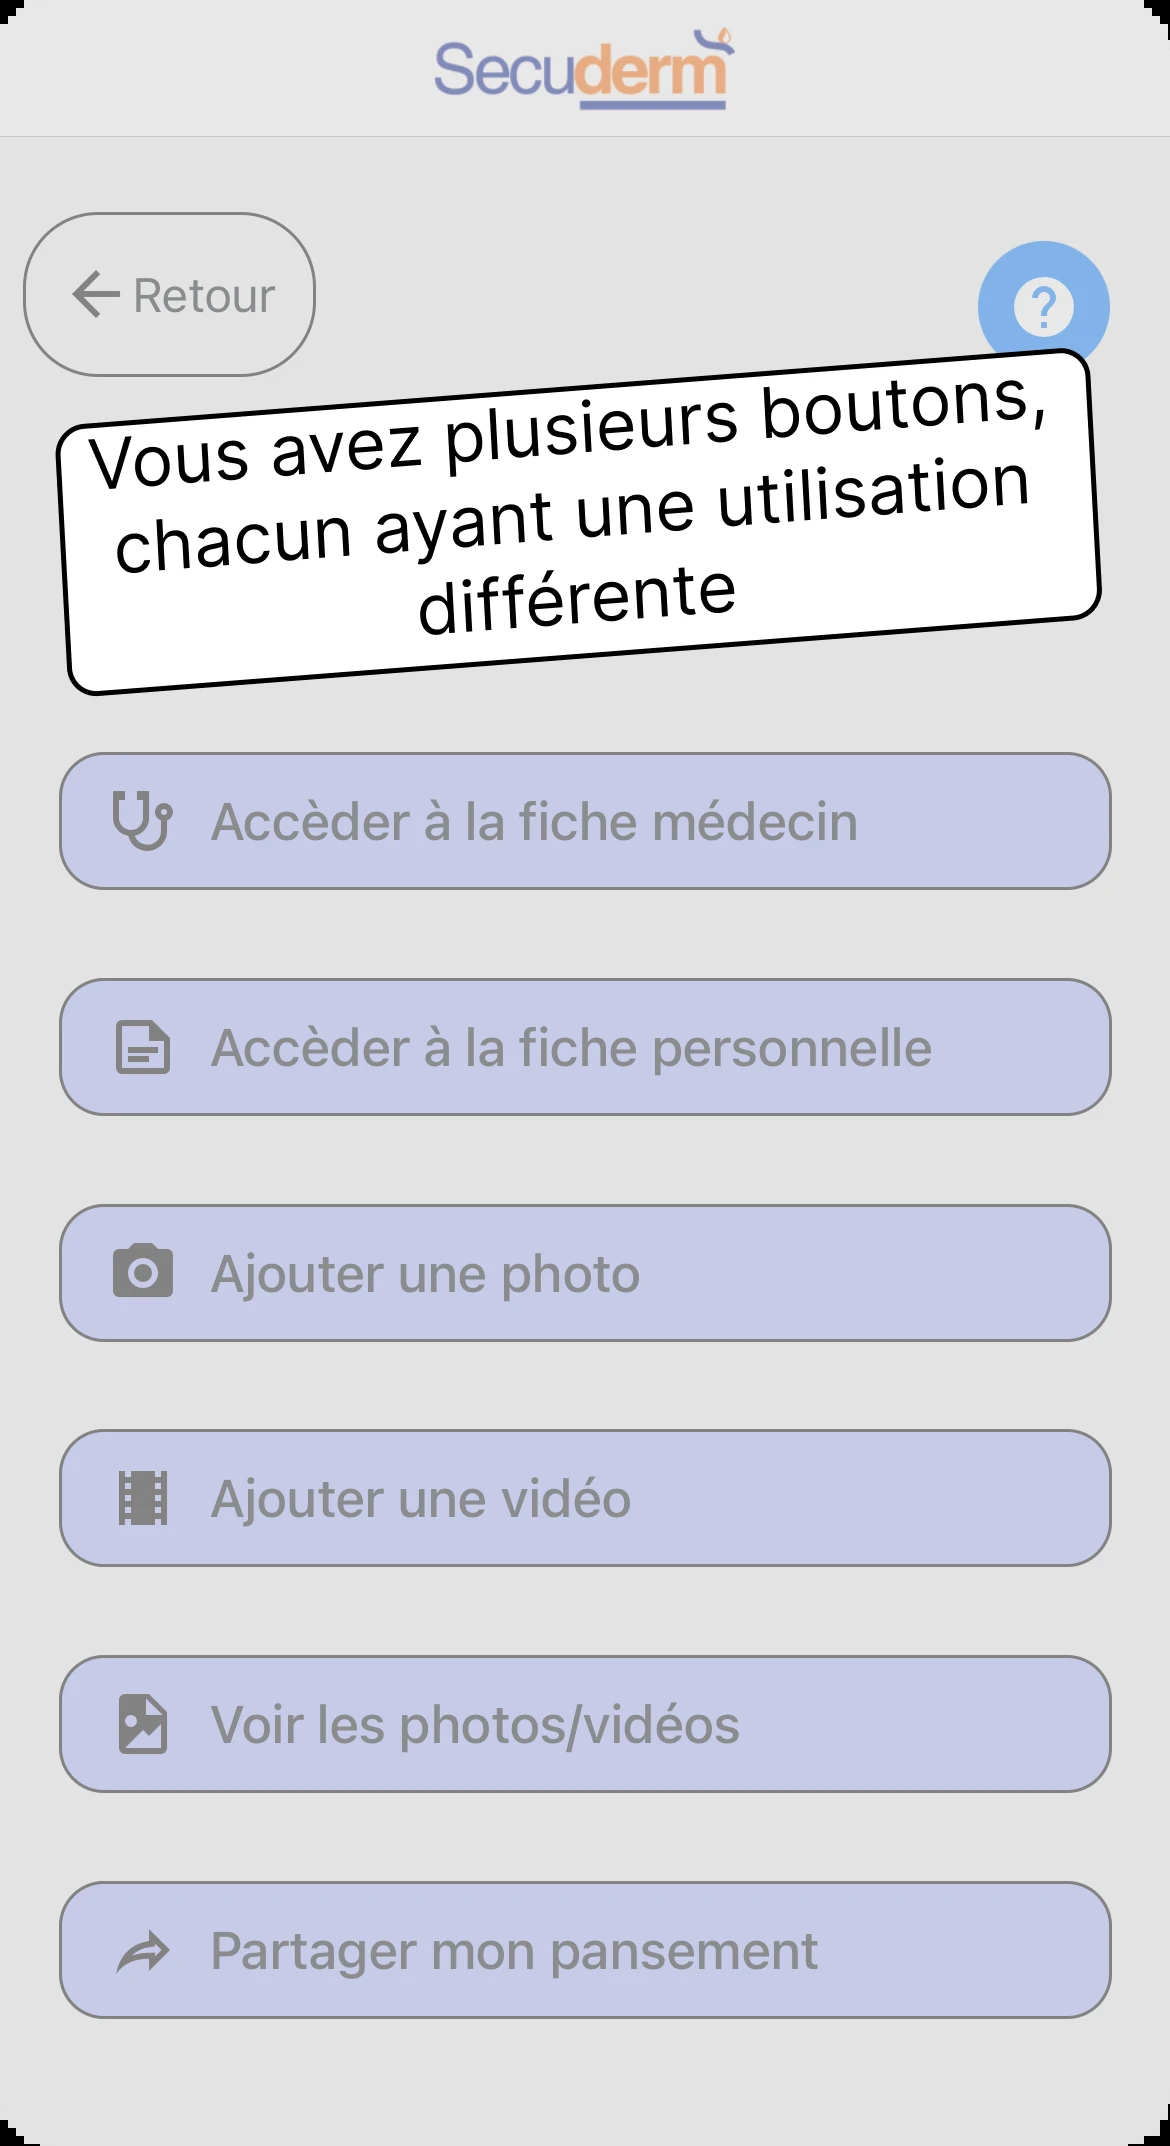 Secuderm
Retour
Vous avez plusieurs boutons,
chacun ayant une utilisation
différente
Accèder à la fiche médecin
Accèder à la fiche personnelle
Ajouter une photo
Ajouter une vidéo
Voir les photos/vidéos
Partager mon pansement